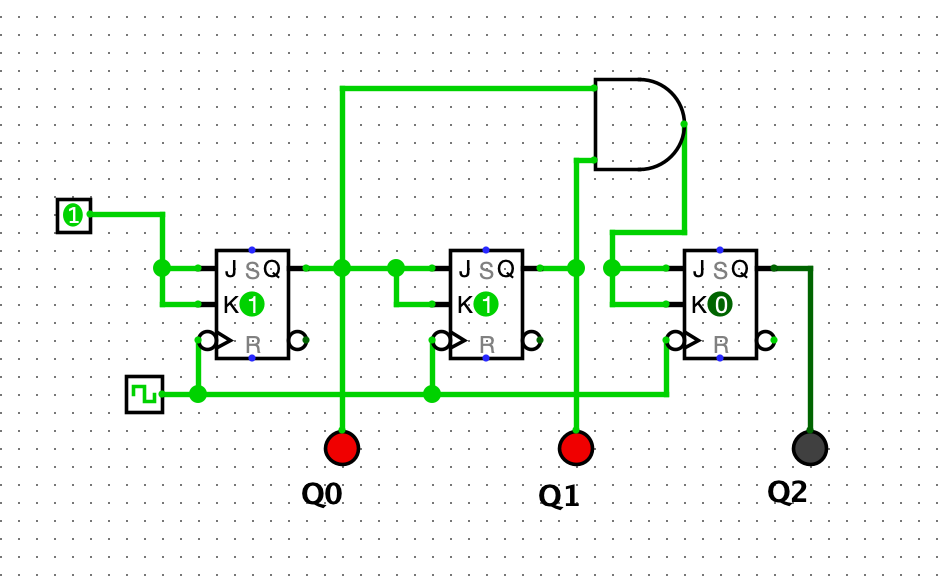 1
J S Q J S Q J S Q
K 1 K 1 K 0
R R R
Q0 Q1 Q2